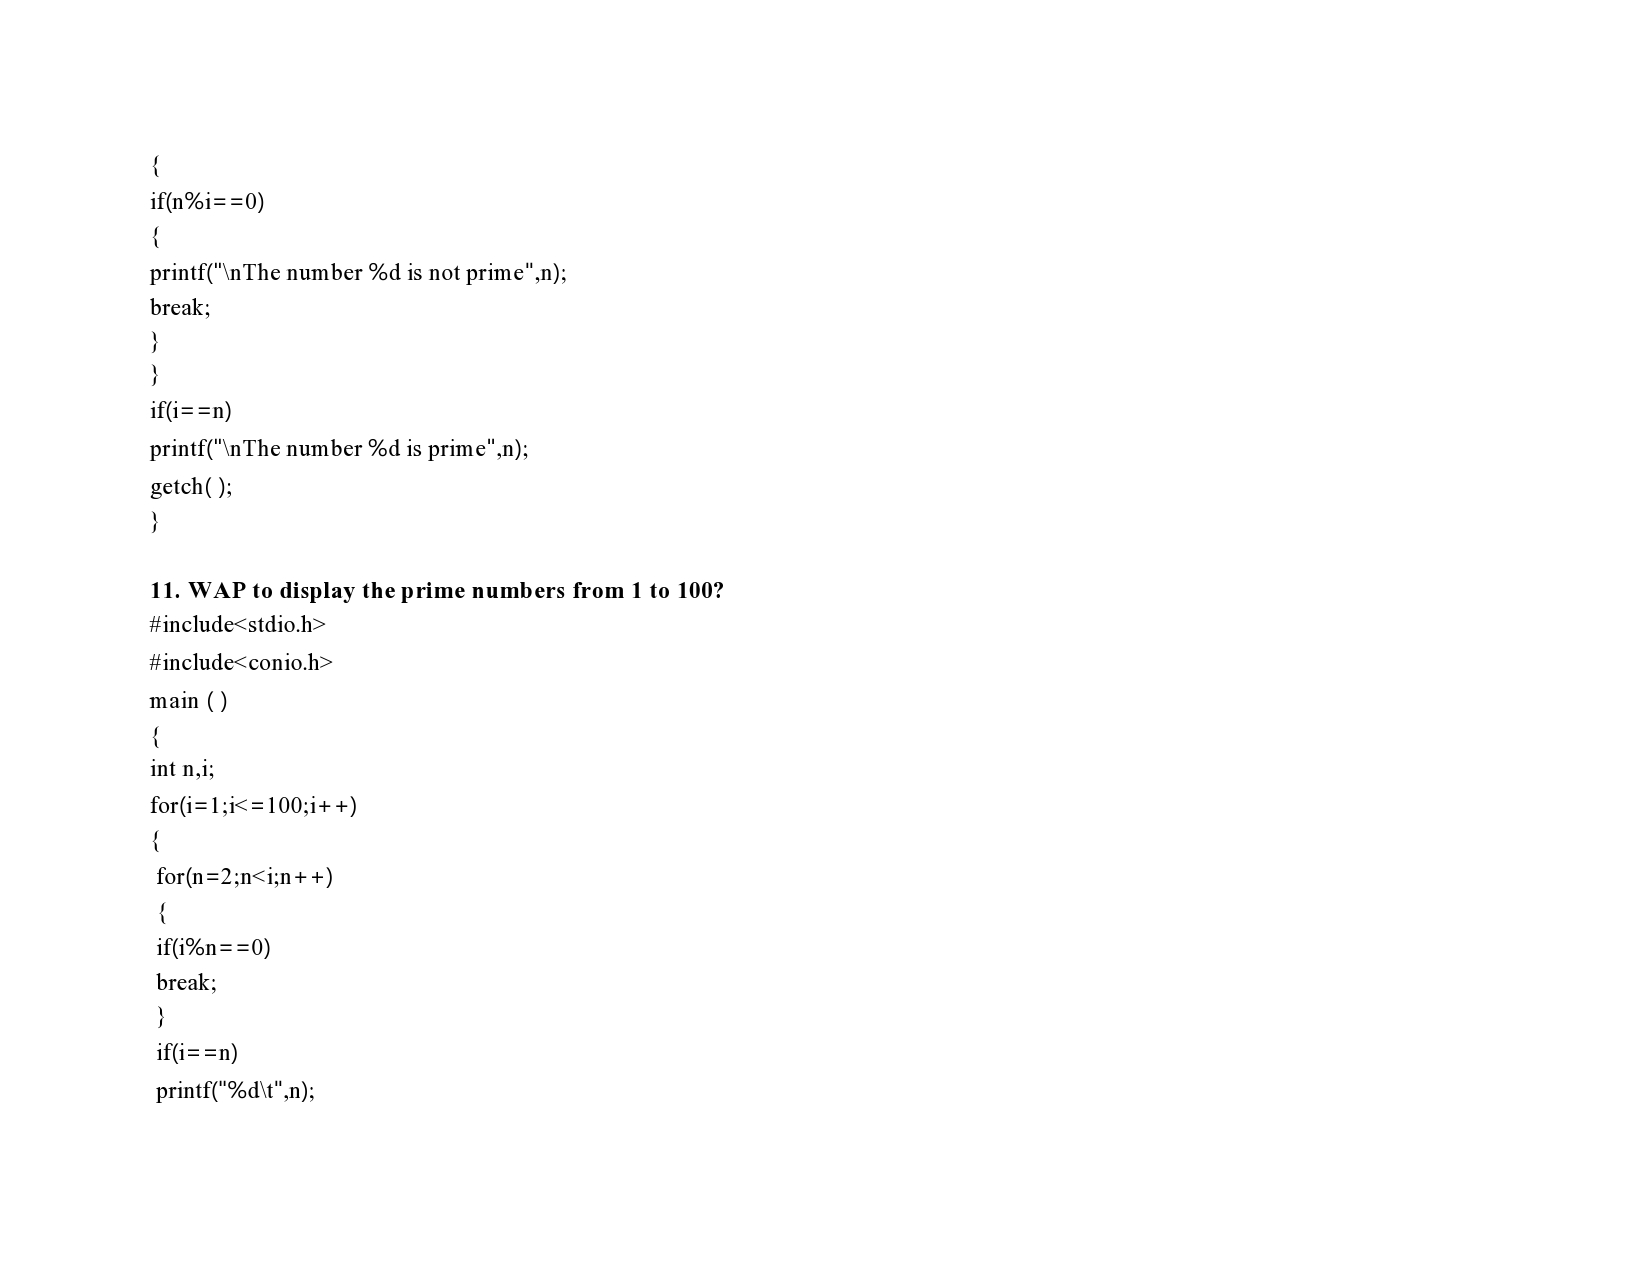 {
if(n%i==0)
{
printf("\nThe number %d is not prime",n);
break;
}
}
if(i==n)
printf("\nThe number %d is prime",n);
getch( );
}
11. WAP to display the prime numbers from 1 to 100?
#include<stdio.h>
#include<conio.h>
main ( )
{
int n,i;
for(i=1;i<=100;i++)
{
for(n=2;n<i;n++)
{
if(i%n==0)
break;
}
if(i==n)
printf("%d\t",n);